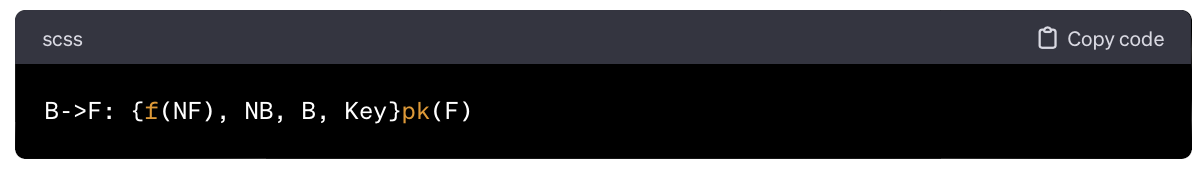 scss
Copy code
B->F: {f(NF), NB, B, Key}pk(F)